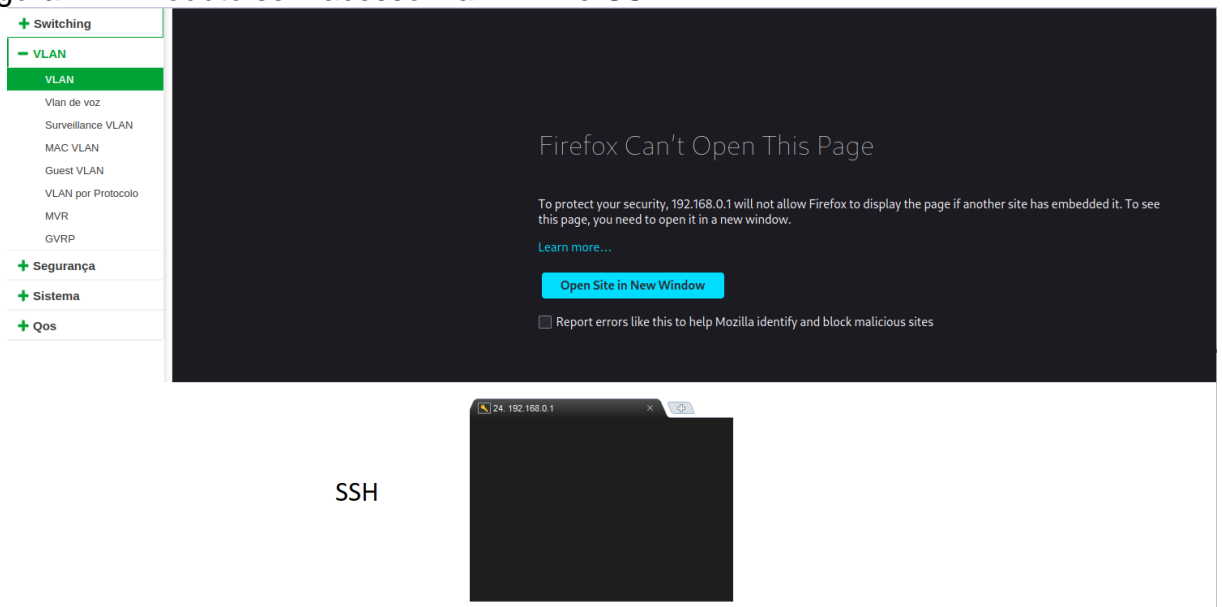 Switching
VLAN
VLAN
Vlan de voz
Surveillance VLAN
MAC VLAN
Guest VLAN
VLAN por Protocolo
MVR
GVRP
Segurança
Sistema
Qos
Firefox Can't Open This Page
To protect your security, 192.168.0.1 will not allow Firefox to display the page if another site has embedded it. To see
this page, you need to open it in a new window.
Learn more...
Open Site in New Window
Report errors like this to help Mozilla identify and block malicious sites
24. 192.168.0.1
SSH